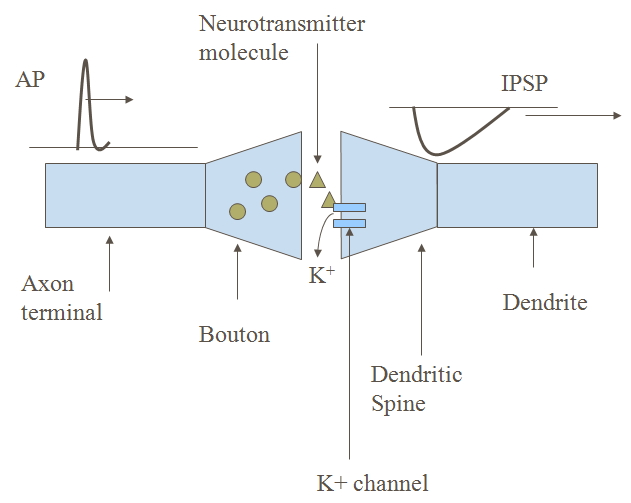 Neurotransmitter
molecule
AP
IPSP
K⁺
Axon
terminal
Bouton
Dendrite
Dendritic
Spine
K+ channel